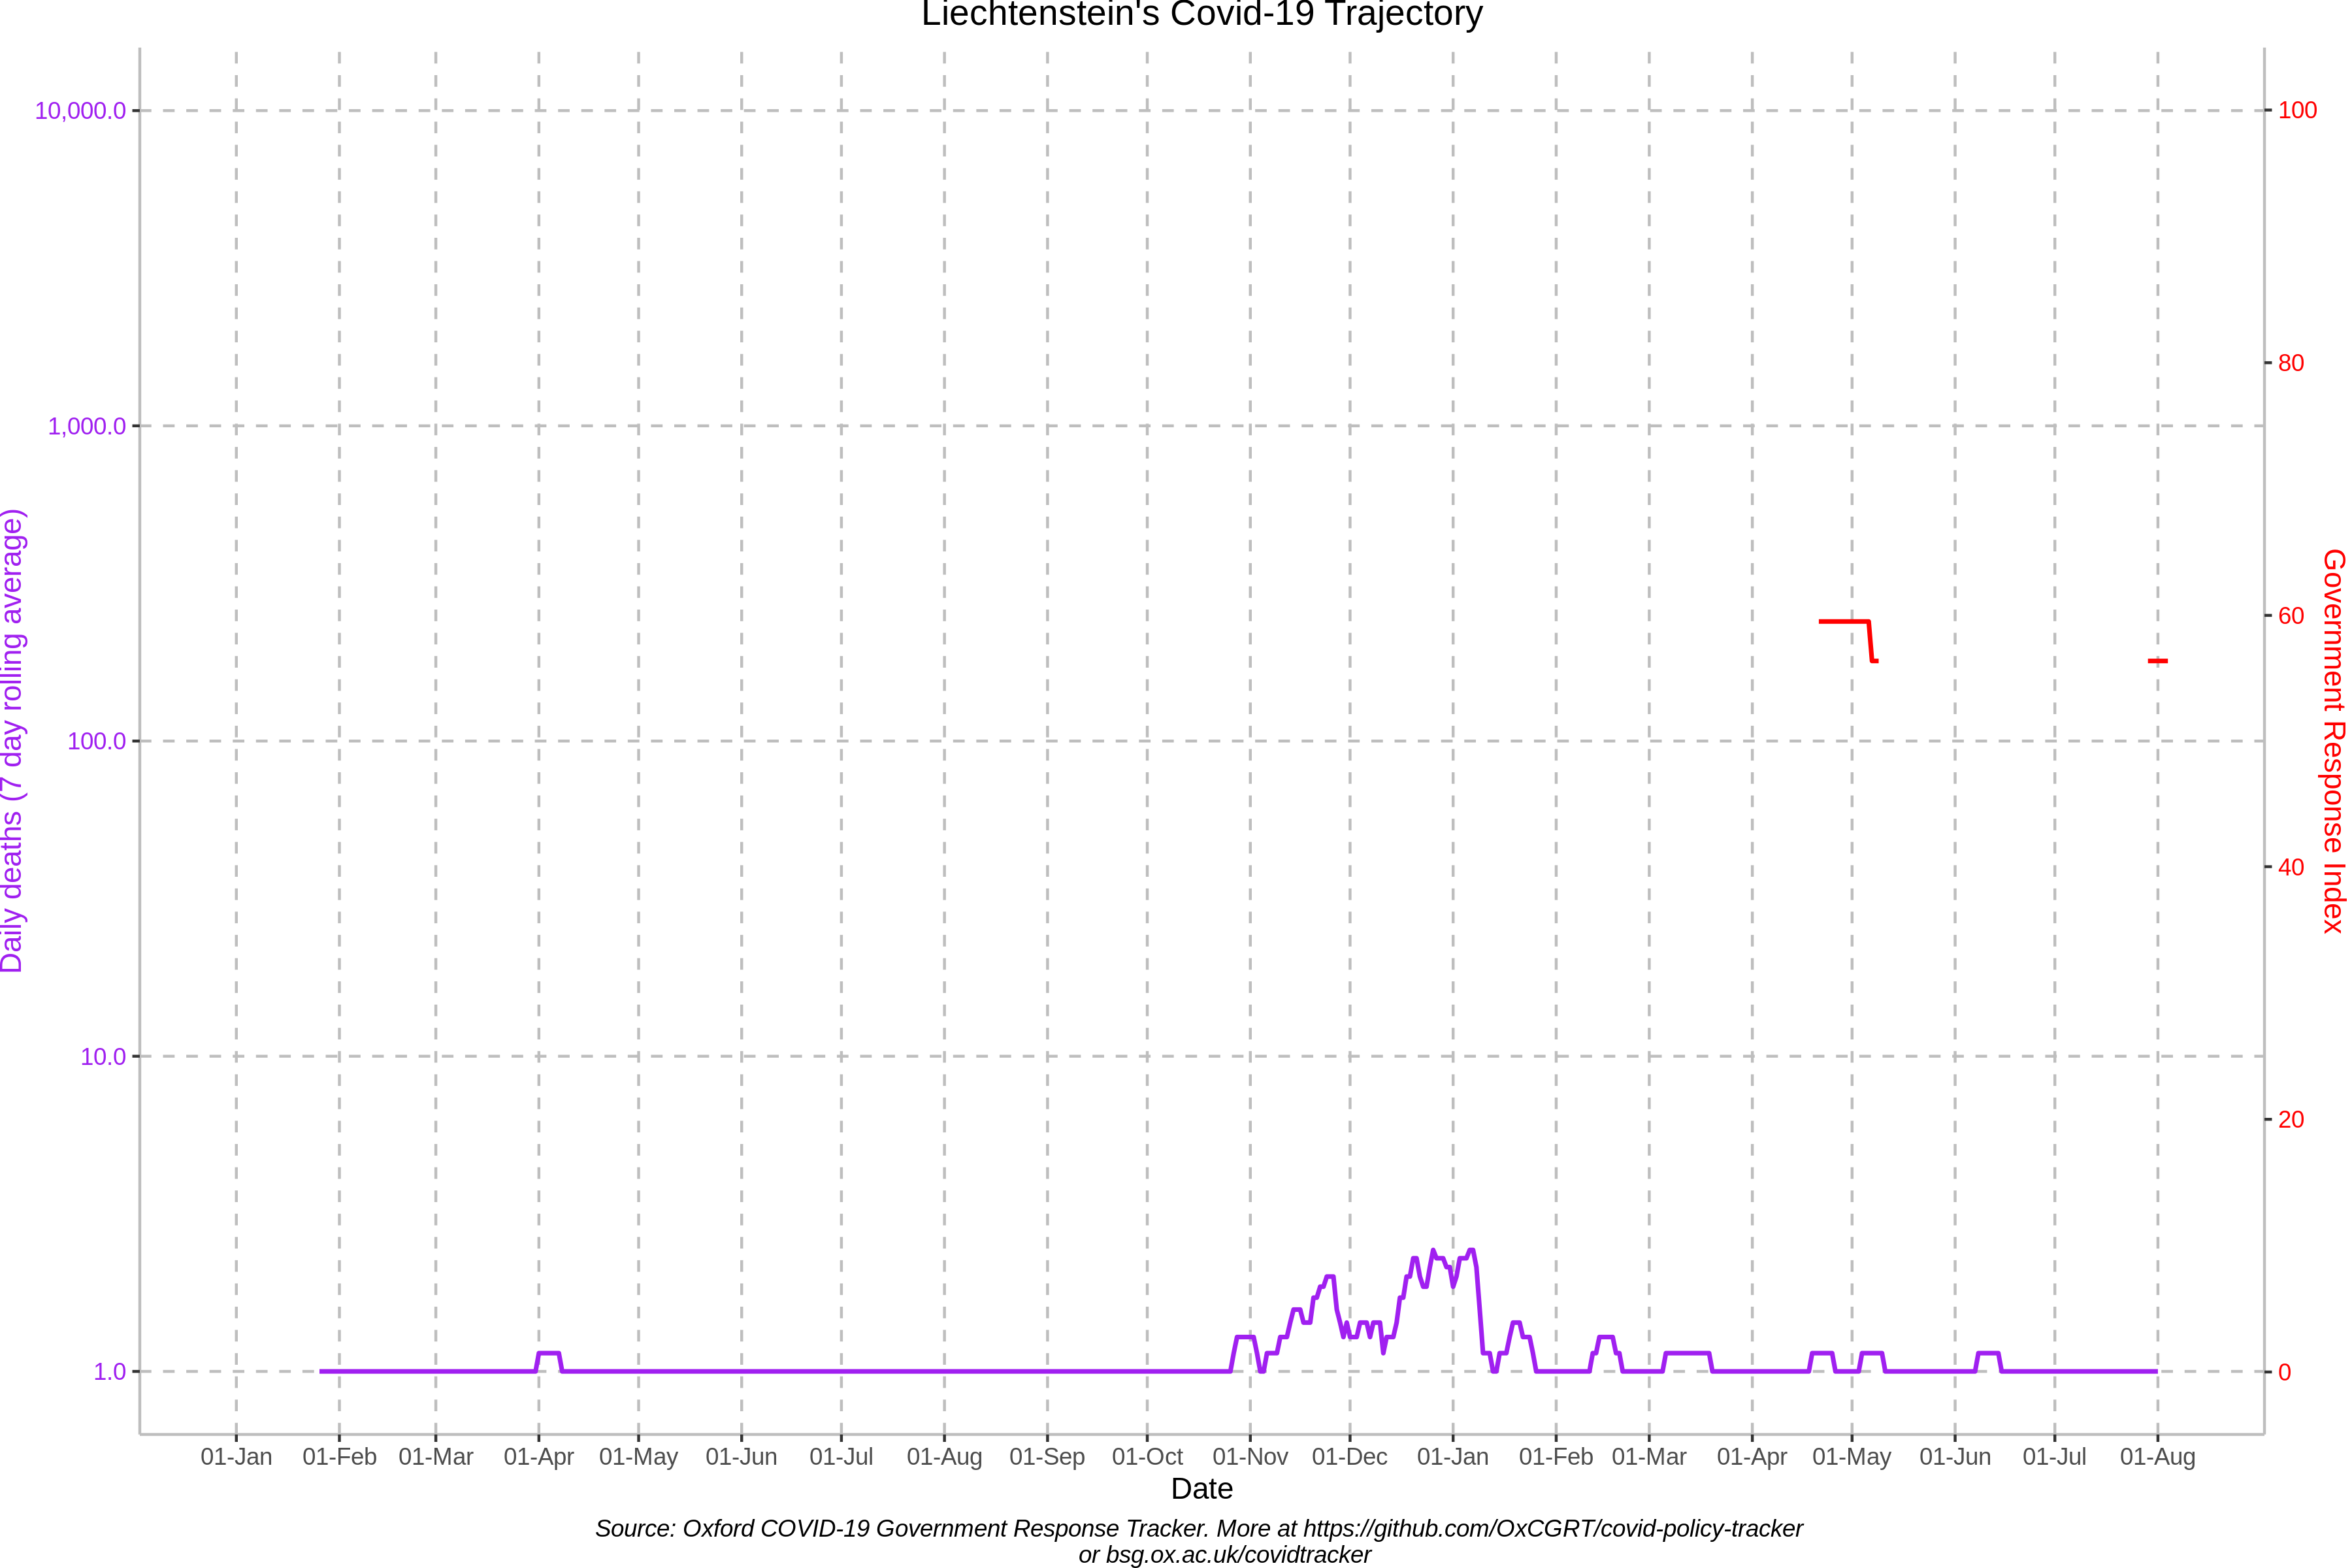 Liechtenstein's Covid-19 Trajectory
10,000.0
1,000.0
100.0
10.0
1.0
Daily deaths (7 day rolling average)
100
80
60
40
20
0
Government Response Index
01-Jan 01-Feb 01-Mar 01-Apr 01-May 01-Jun 01-Jul 01-Aug 01-Sep 01-Oct 01-Nov 01-Dec 01-Jan 01-Feb 01-Mar 01-Apr 01-May 01-Jun 01-Jul 01-Aug
Date
Source: Oxford COVID-19 Government Response Tracker. More at https://github.com/OxCGRT/covid-policy-tracker
or bsg.ox.ac.uk/covidtracker